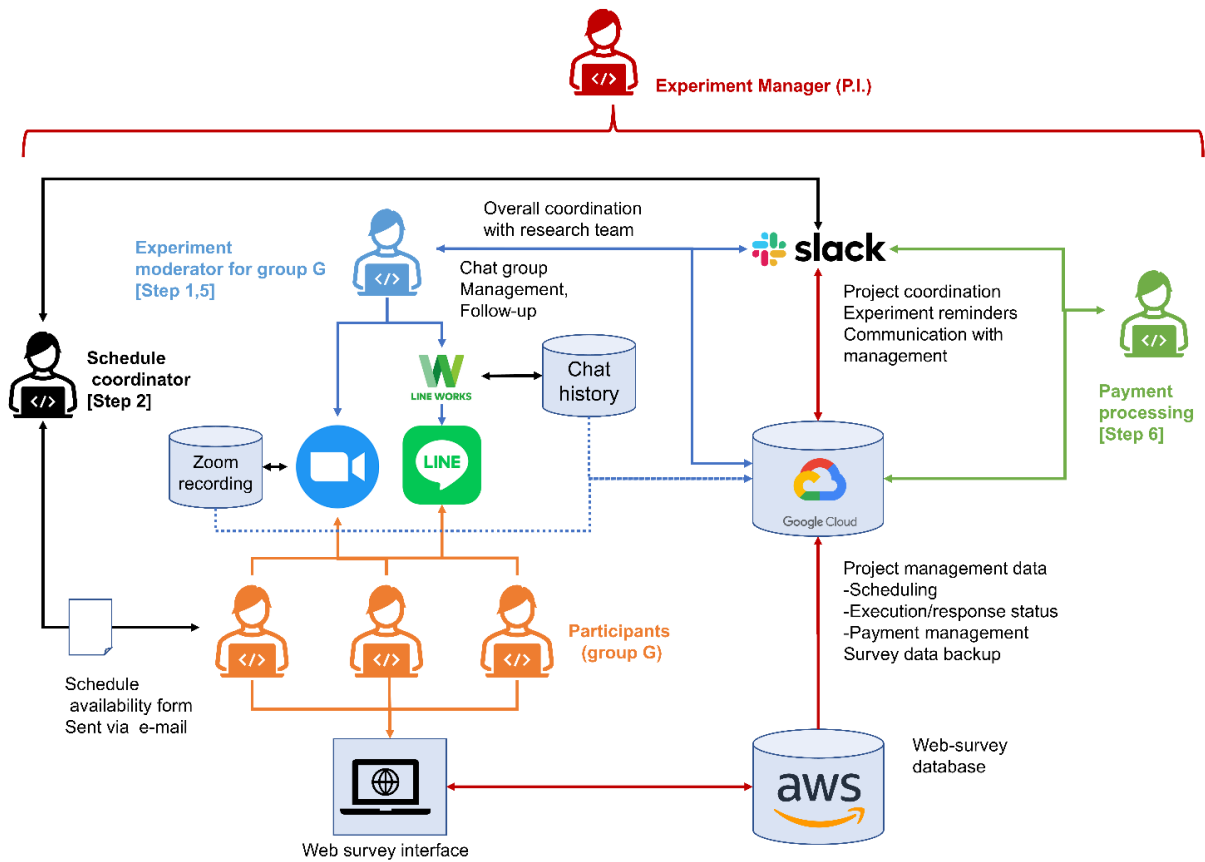 Experiment Manager (P.I.)
Overall coordination
with research team
Experiment
moderator for group G
[Step 1,5]
slack
Chat group
Management,
Follow-up
Project coordination
Experiment reminders
Communication with
management
Schedule
coordinator
[Step 2]
LINE WORKS
Chat
history
Payment
processing
[Step 6]
Zoom
recording
LINE
Google Cloud
Project management data
-Scheduling
-Execution/response status
-Payment management
Survey data backup
Participants
(group G)
Schedule
availability form
Sent via e-mail
Web-survey
database
aws
Web survey interface